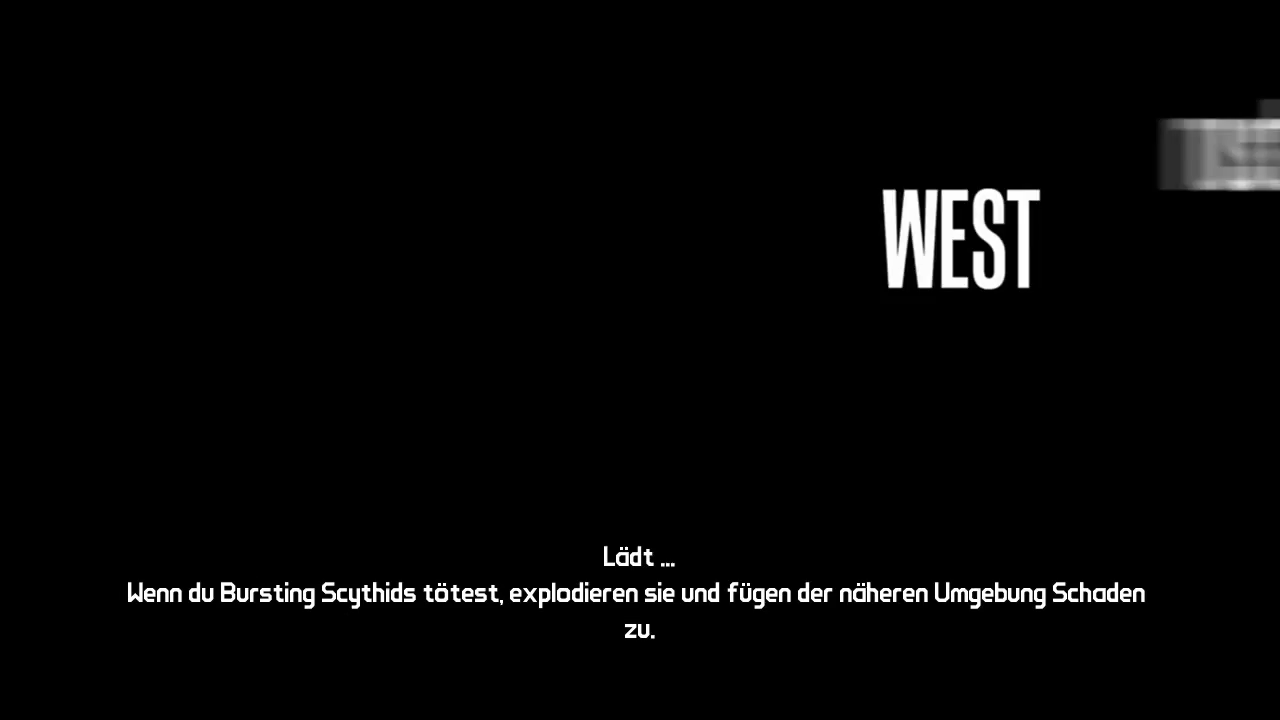 WEST
Lädt ...
Wenn du Bursting Scythids tötest, explodieren sie und fügen der näheren Umgebung Schaden
zu.